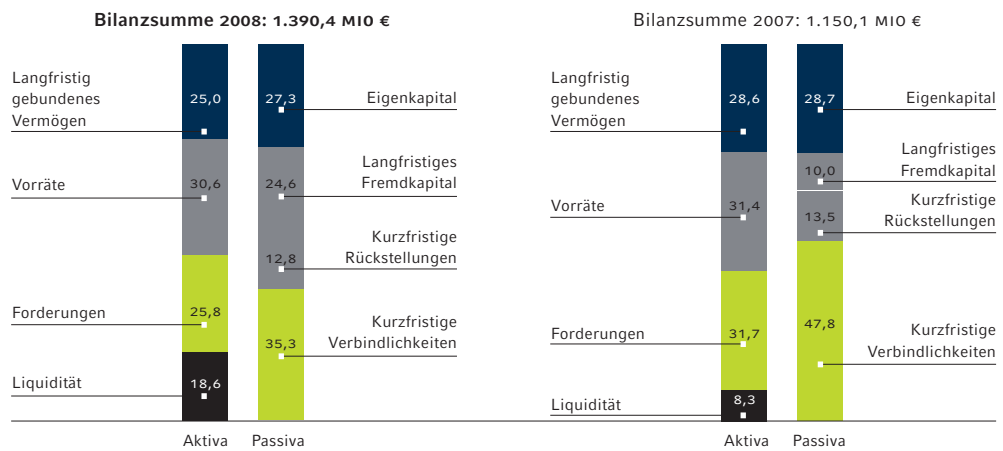 Bilanzsumme 2008: 1.390,4 MIO €
Langfristig
gebundenes
Vermögen
25,0
27,3
Eigenkapital
Vorräte
30,6
24,6
Langfristiges
Fremdkapital
12,8
Kurzfristige
Rückstellungen
Forderungen
25,8
35,3
Kurzfristige
Verbindlichkeiten
Liquidität
18,6
Aktiva
Passiva
Bilanzsumme 2007: 1.150,1 MIO €
Langfristig
gebundenes
Vermögen
28,6
28,7
Eigenkapital
10,0
Langfristiges
Fremdkapital
Vorräte
31,4
13,5
Kurzfristige
Rückstellungen
Forderungen
31,7
47,8
Kurzfristige
Verbindlichkeiten
Liquidität
8,3
Aktiva
Passiva